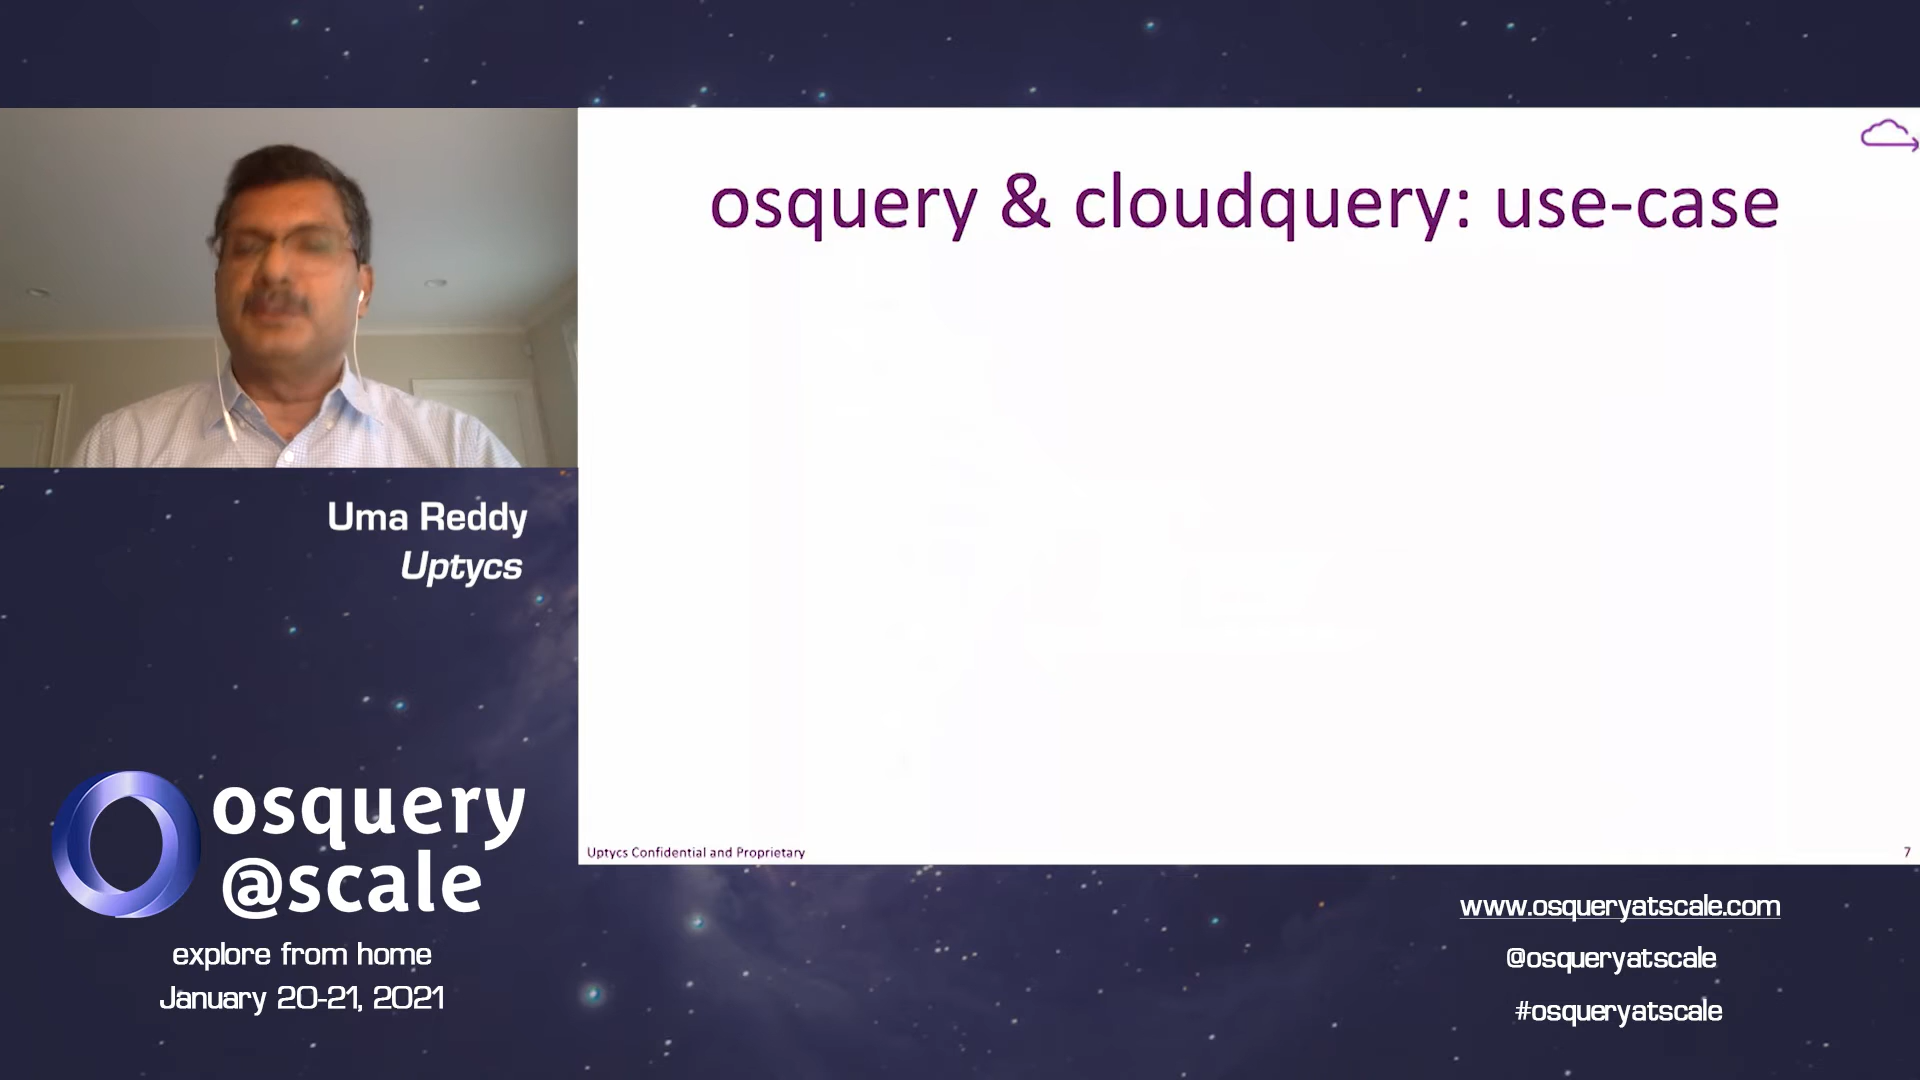 osquery & cloudquery: use-case
Uma Reddy
Uptycs
Uptycs Confidential and Proprietary
7
osquery
@scale
explore from home
January 20-21, 2021
www.osqueryatscale.com
@osqueryatscale
#osqueryatscale